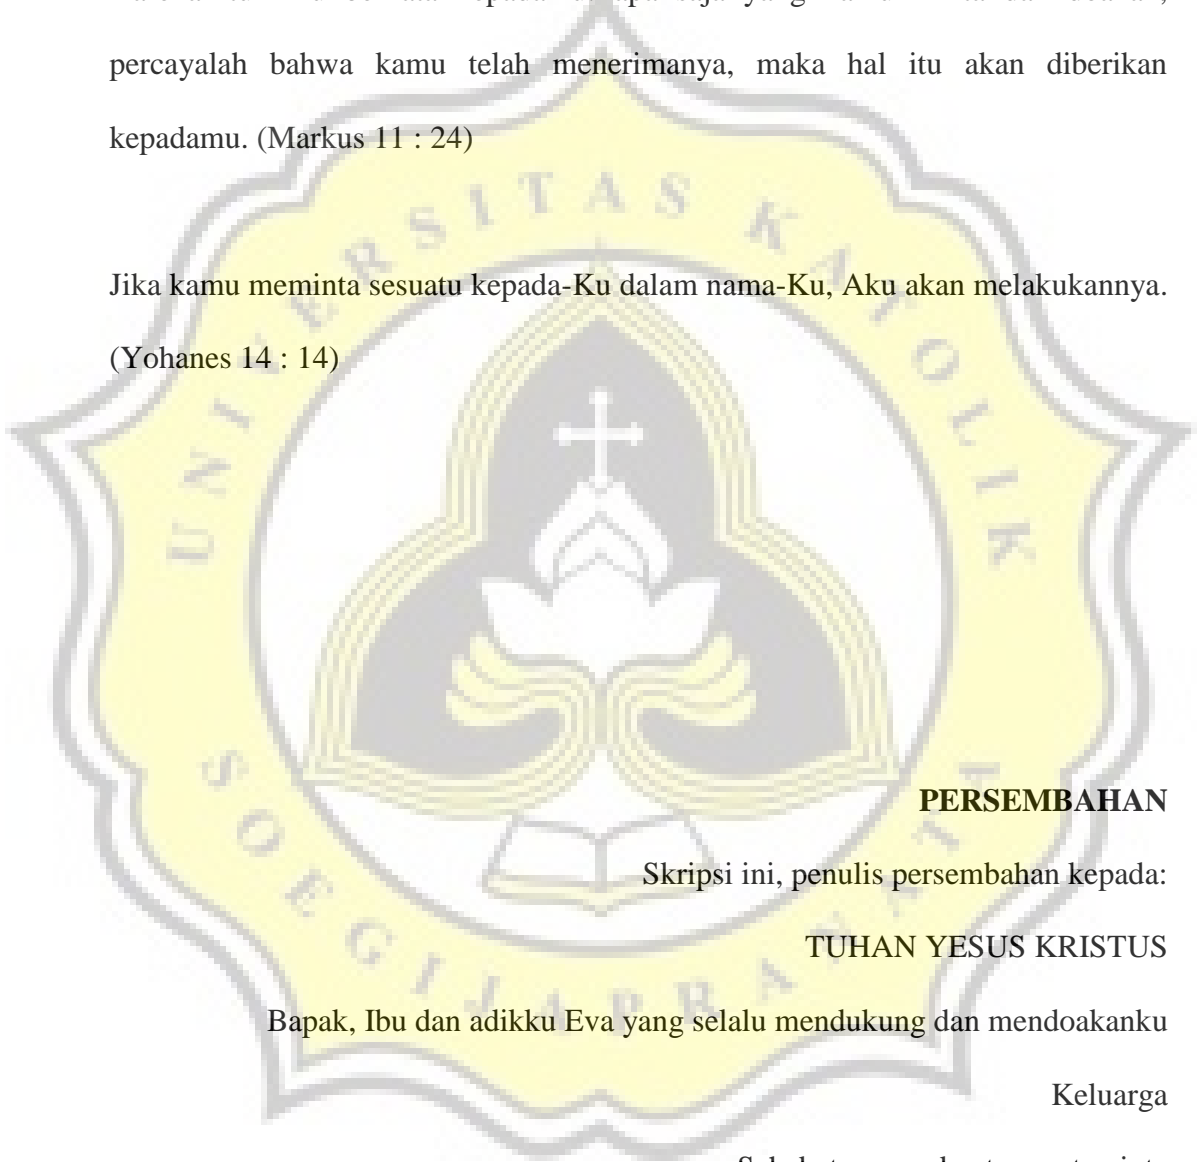 percayalah bahwa kamu telah menerimanya, maka hal itu akan diberikan
kepadamu. (Markus 11 : 24)
Jika kamu meminta sesuatu kepada-Ku dalam nama-Ku, Aku akan melakukannya.
(Yohanes 14 : 14)
UNIVERSITAS KATOLIK
SOEGIJAPRANATA
PERSEMBAHAN
Skripsi ini, penulis persembahan kepada:
TUHAN YESUS KRISTUS
Bapak, Ibu dan adikku Eva yang selalu mendukung dan mendoakanku
Keluarga